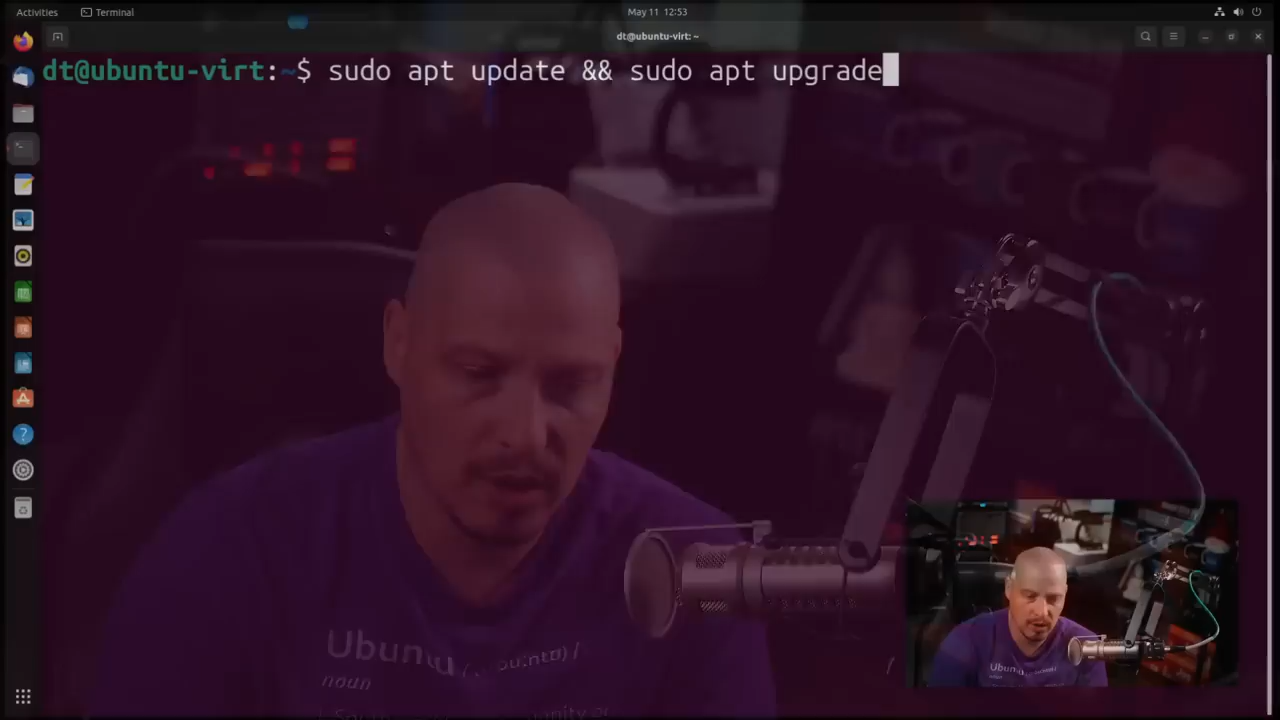 Activities
Terminal
May 11 12:53
dt@ubuntu-virt: ~
dt@ubuntu-virt:~$ sudo apt update && sudo apt upgrade
Ubuntu
noun
Ubuntu